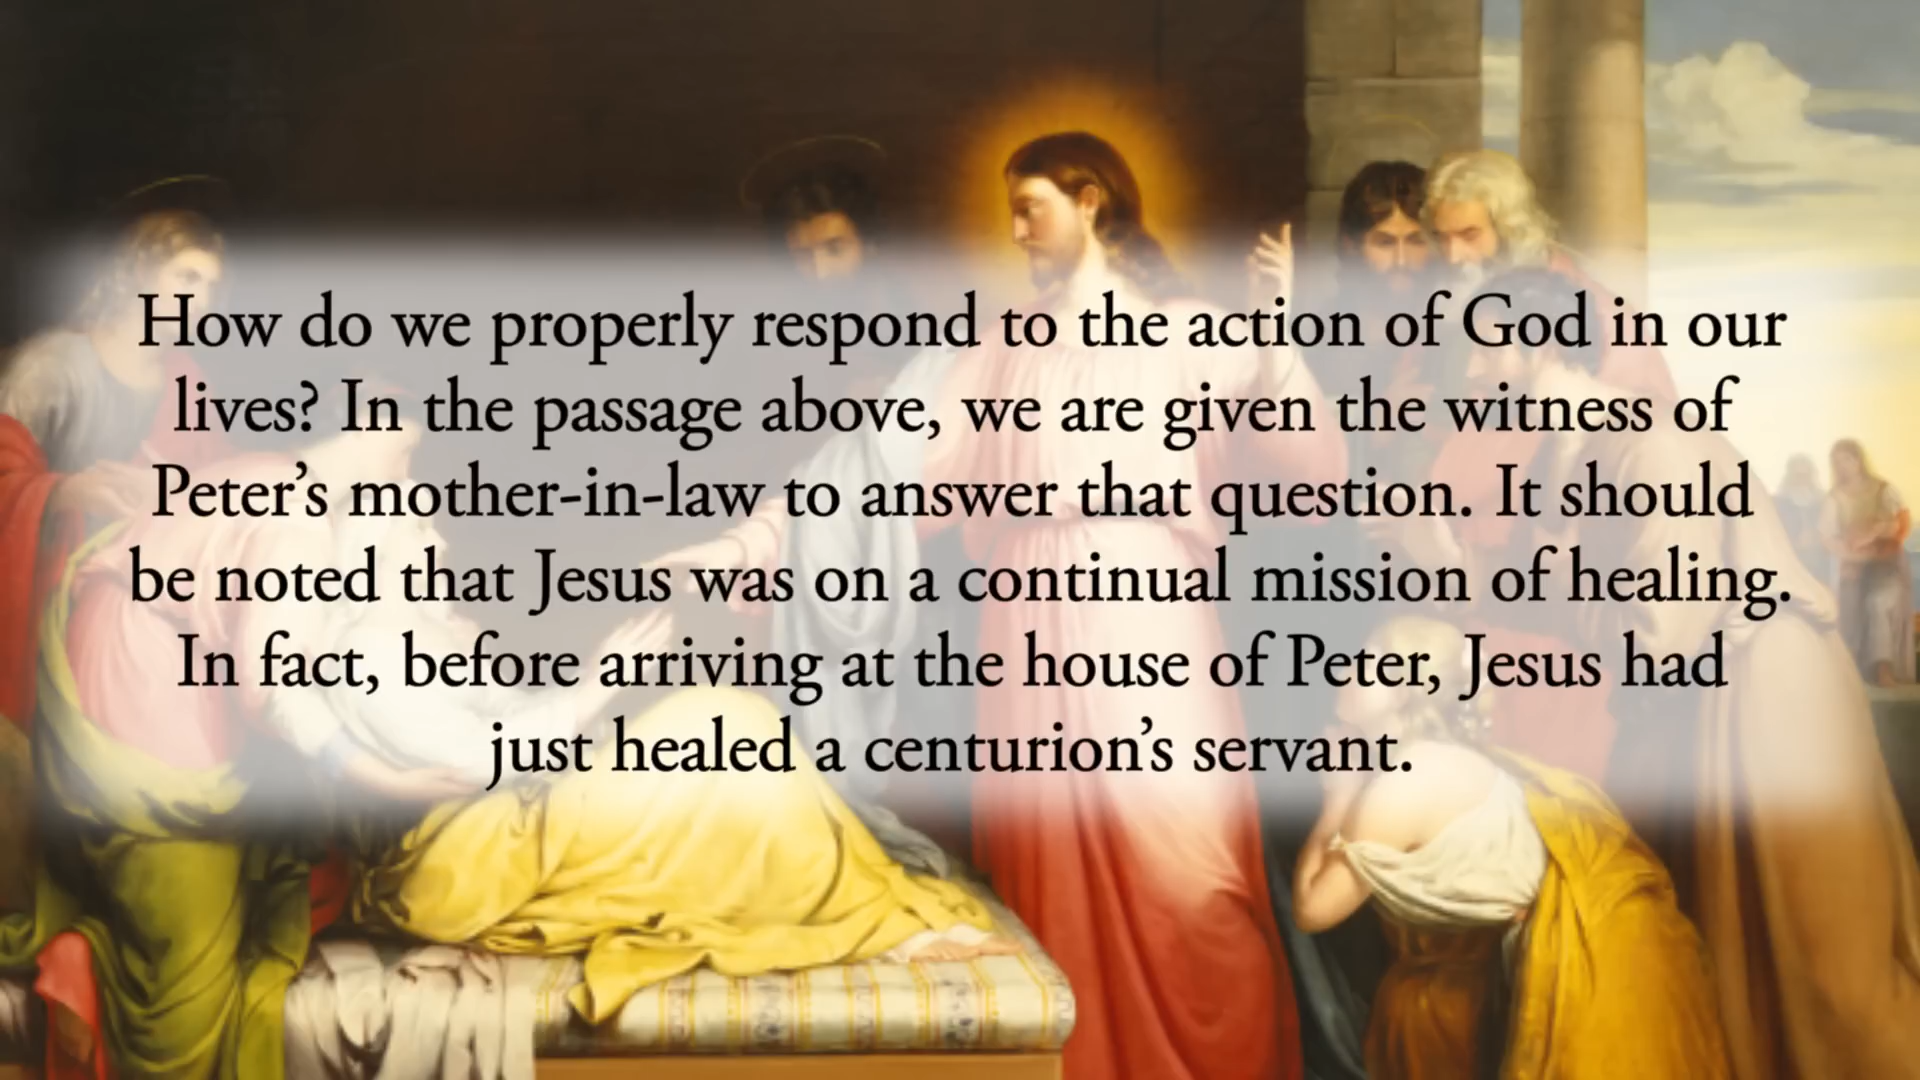 How do we properly respond to the action of God in our
lives? In the passage above, we are given the witness of
Peter’s mother-in-law to answer that question. It should
be noted that Jesus was on a continual mission of healing.
In fact, before arriving at the house of Peter, Jesus had
just healed a centurion’s servant.